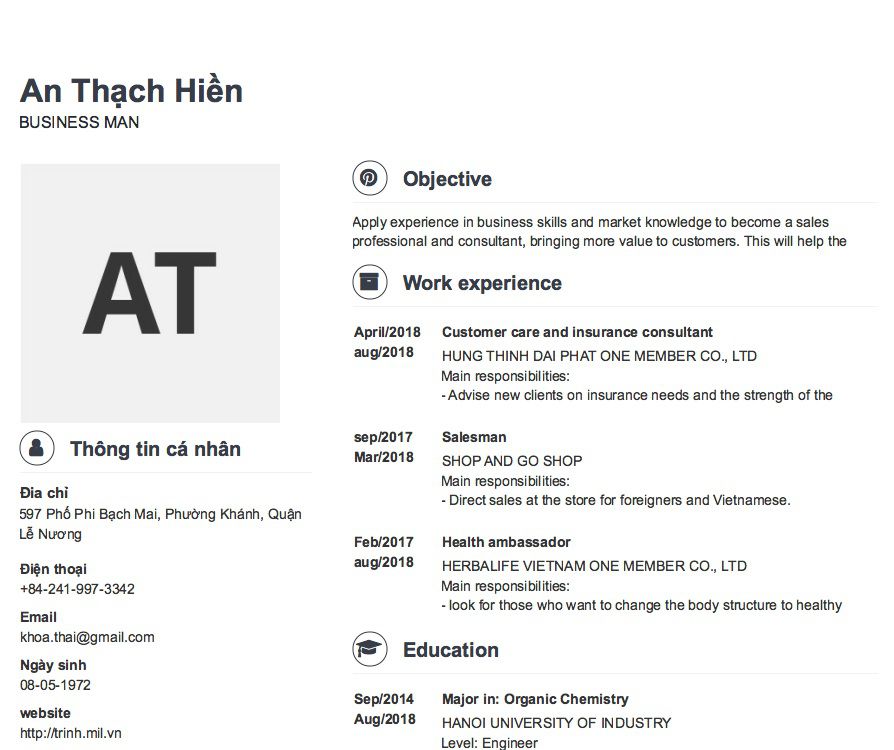 An Thạch Hiền
BUSINESS MAN
AT
Thông tin cá nhân
Đia chỉ
597 Phố Phi Bạch Mai, Phường Khánh, Quận
Lễ Nương
Điện thoại
+84-241-997-3342
Email
khoa.thai@gmail.com
Ngày sinh
08-05-1972
website
http://trinh.mil.vn
Objective
Apply experience in business skills and market knowledge to become a sales
professional and consultant, bringing more value to customers. This will help the
Work experience
April/2018
aug/2018
Customer care and insurance consultant
HUNG THINH DAI PHAT ONE MEMBER CO., LTD
Main responsibilities:
- Advise new clients on insurance needs and the strength of the
sep/2017
Mar/2018
Salesman
SHOP AND GO SHOP
Main responsibilities:
- Direct sales at the store for foreigners and Vietnamese.
Feb/2017
aug/2018
Health ambassador
HERBALIFE VIETNAM ONE MEMBER CO., LTD
Main responsibilities:
- look for those who want to change the body structure to healthy
Education
Sep/2014
Aug/2018
Major in: Organic Chemistry
HANOI UNIVERSITY OF INDUSTRY
Level: Engineer